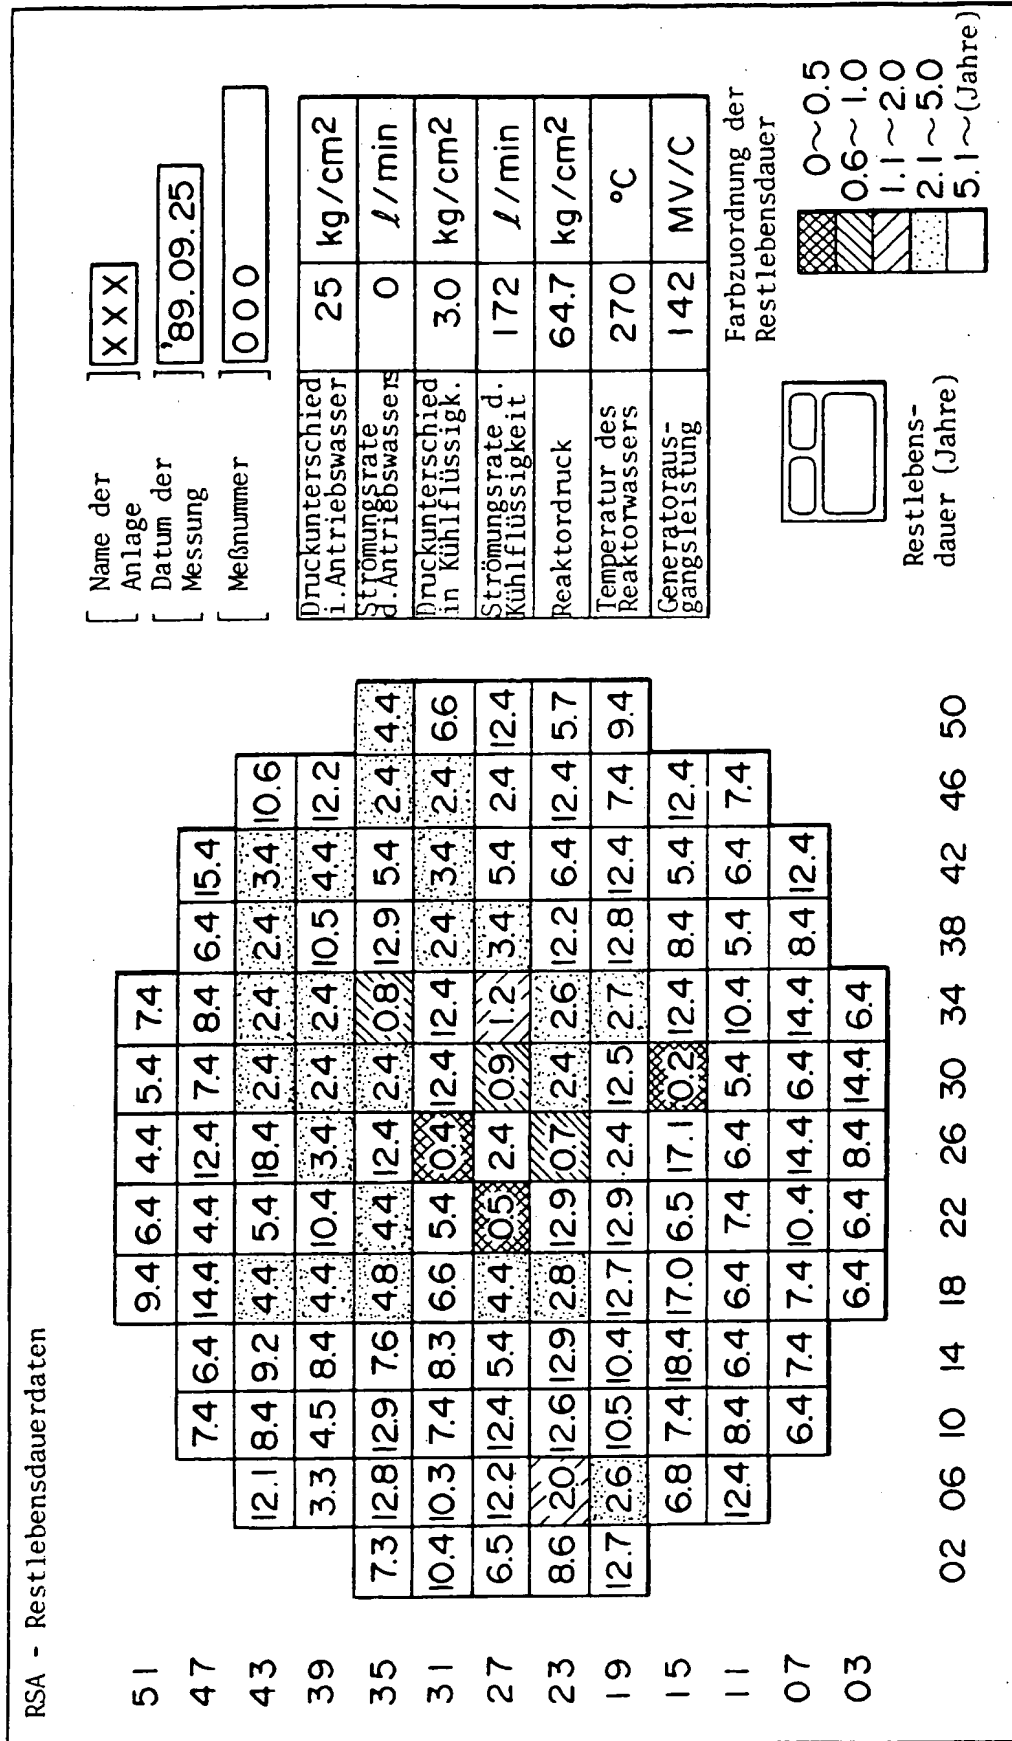 RSA - Restlebensdauerdaten
51 9.4 6.4 4.4 5.4 7.4
47 7.4 6.4 14.4 4.4 12.4 7.4 8.4 6.4 15.4
43 12.1 8.4 9.2 4.4 5.4 18.4 2.4 2.4 2.4 3.4 10.6
39 3.3 4.5 8.4 4.4 10.4 3.4 2.4 2.4 10.5 4.4 12.2
35 7.3 12.8 12.9 7.6 4.8 4.4 12.4 2.4 0.8 12.9 5.4 2.4 4.4
31 10.4 10.3 7.4 8.3 6.6 5.4 0.4 12.4 12.4 2.4 3.4 2.4 6.6
27 6.5 12.2 12.4 5.4 4.4 0.5 2.4 0.9 1.2 3.4 5.4 2.4 12.4
23 8.6 2.0 12.6 12.9 2.8 12.9 0.7 2.4 2.6 12.2 6.4 12.4 5.7
19 12.7 2.6 10.5 10.4 12.7 12.9 2.4 12.5 2.7 12.8 12.4 7.4 9.4
15 6.8 7.4 18.4 17.0 6.5 17.1 0.2 12.4 8.4 5.4 12.4
11 12.4 8.4 6.4 6.4 7.4 6.4 5.4 10.4 5.4 6.4 7.4
07 6.4 7.4 7.4 10.4 14.4 6.4 14.4 8.4 12.4
03 6.4 6.4 8.4 14.4 6.4
02 06 10 14 18 22 26 30 34 38 42 46 50
[ Name der Anlage ] XXX
[ Datum der Messung ] '89.09.25
[ Meßnummer ] 000
Druckunterschied i.Antriebswasser 25 kg/cm2
Strömungsrate d.Antriebswassers 0 l/min
Druckunterschied in Kühlflüssigk. 3.0 kg/cm2
Strömungsrate d. Kühlflüssigkeit 172 l/min
Reaktordruck 64.7 kg/cm2
Temperatur des Reaktorwassers 270 °C
Generatoraus-gangsleistung 142 MV/C
Farbzuordnung der
Restlebensdauer
0~0.5
0.6~1.0
1.1~2.0
2.1~5.0
5.1~(Jahre)
Restlebens-
dauer (Jahre)